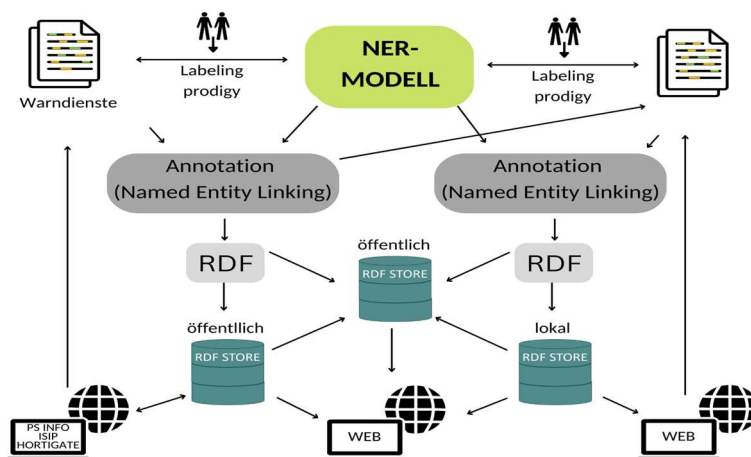 NER-
MODELL
Labeling
prodigy
Labeling
prodigy
Warndienste
Annotation
(Named Entity Linking)
Annotation
(Named Entity Linking)
RDF
RDF
öffentlich
RDF STORE
öffentllich
RDF STORE
lokal
RDF STORE
PS INFO
ISIP
HORTIGATE
WEB
WEB